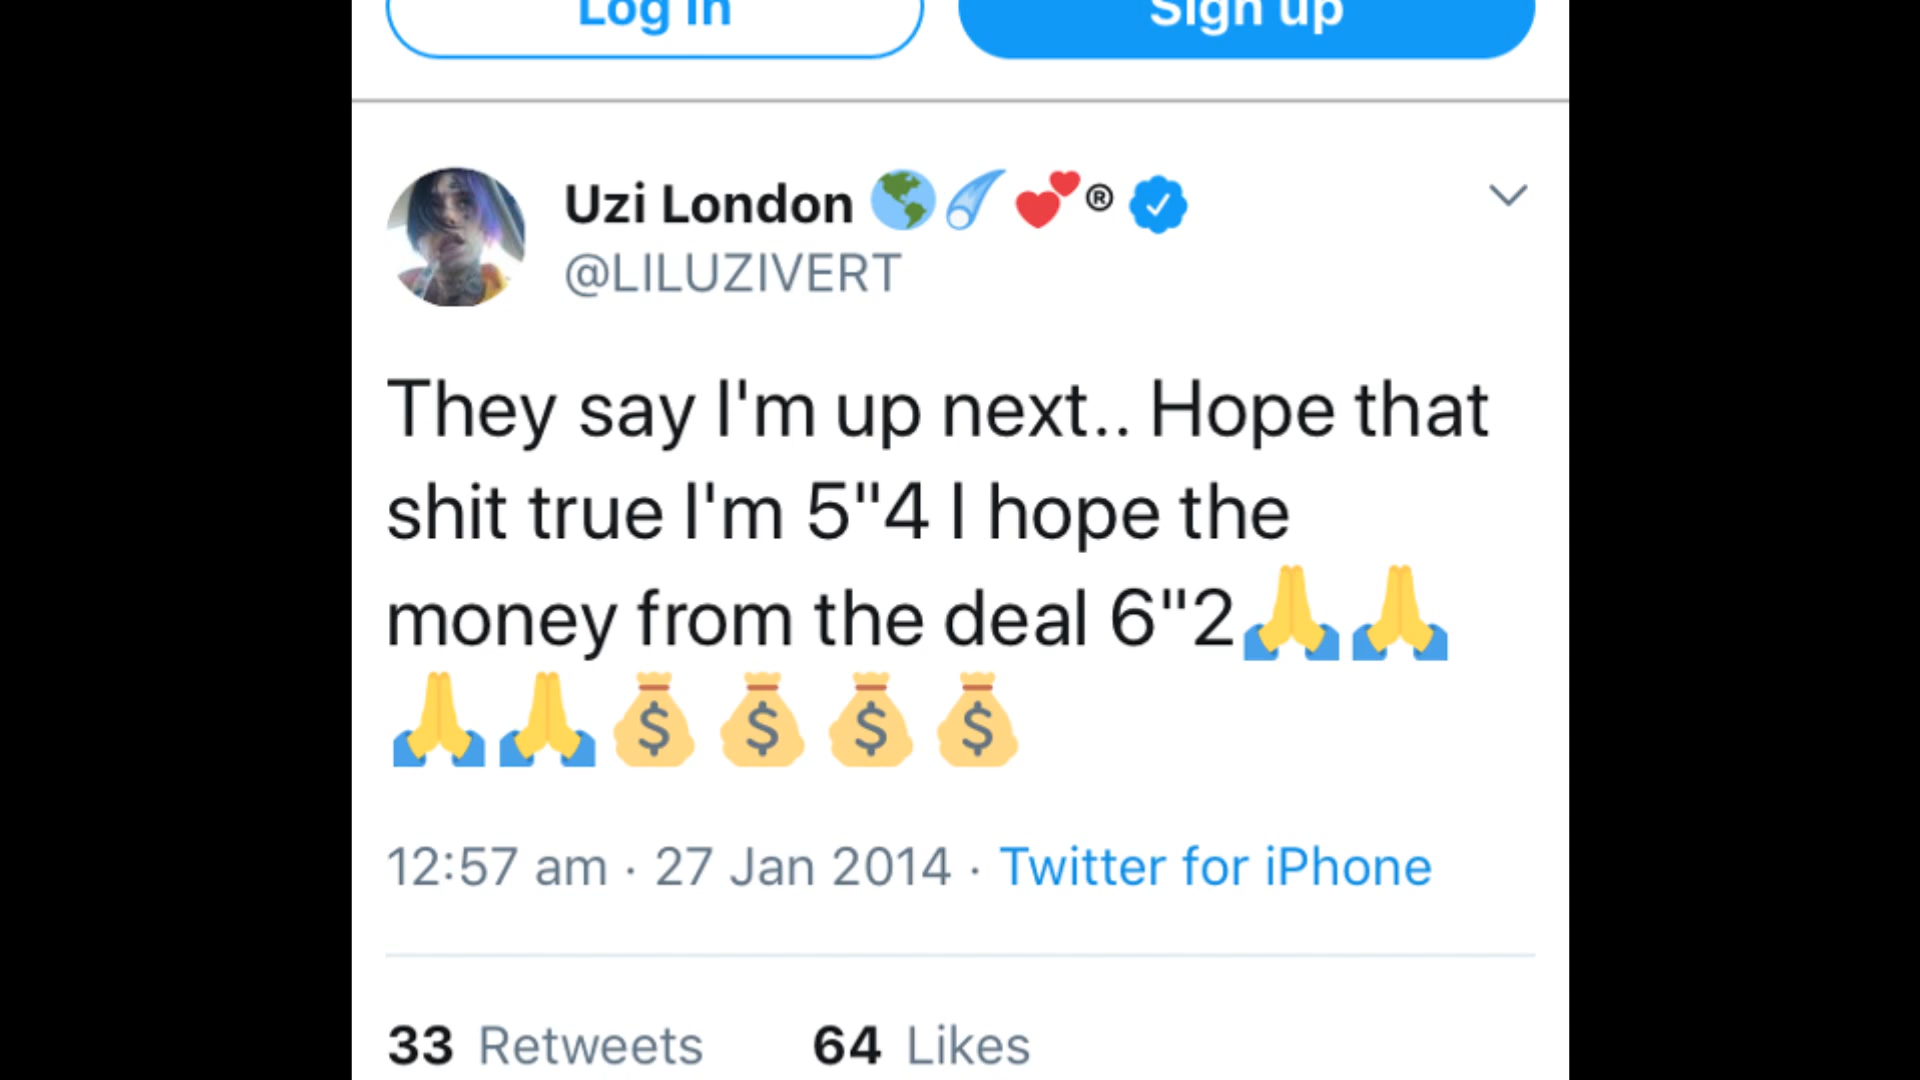 Log in
Sign up
Uzi London 🌎☄️💕® 
@LILUZIVERT
They say I'm up next.. Hope that
shit true I'm 5"4 I hope the
money from the deal 6"2🙏🙏
🙏🙏💰💰💰💰
12:57 am · 27 Jan 2014 · Twitter for iPhone
33 Retweets 64 Likes